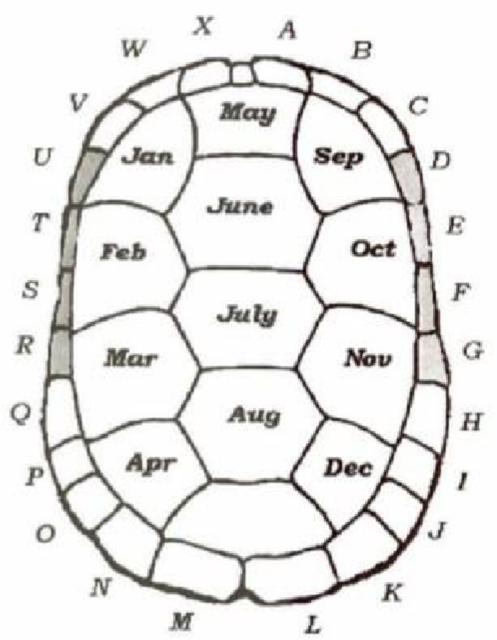 X A
W B
May
V C
Jan Sep
U D
June
T E
Feb Oct
S F
July
R G
Mar Nov
Aug
Q H
Apr Dec
P I
O J
N K
M L